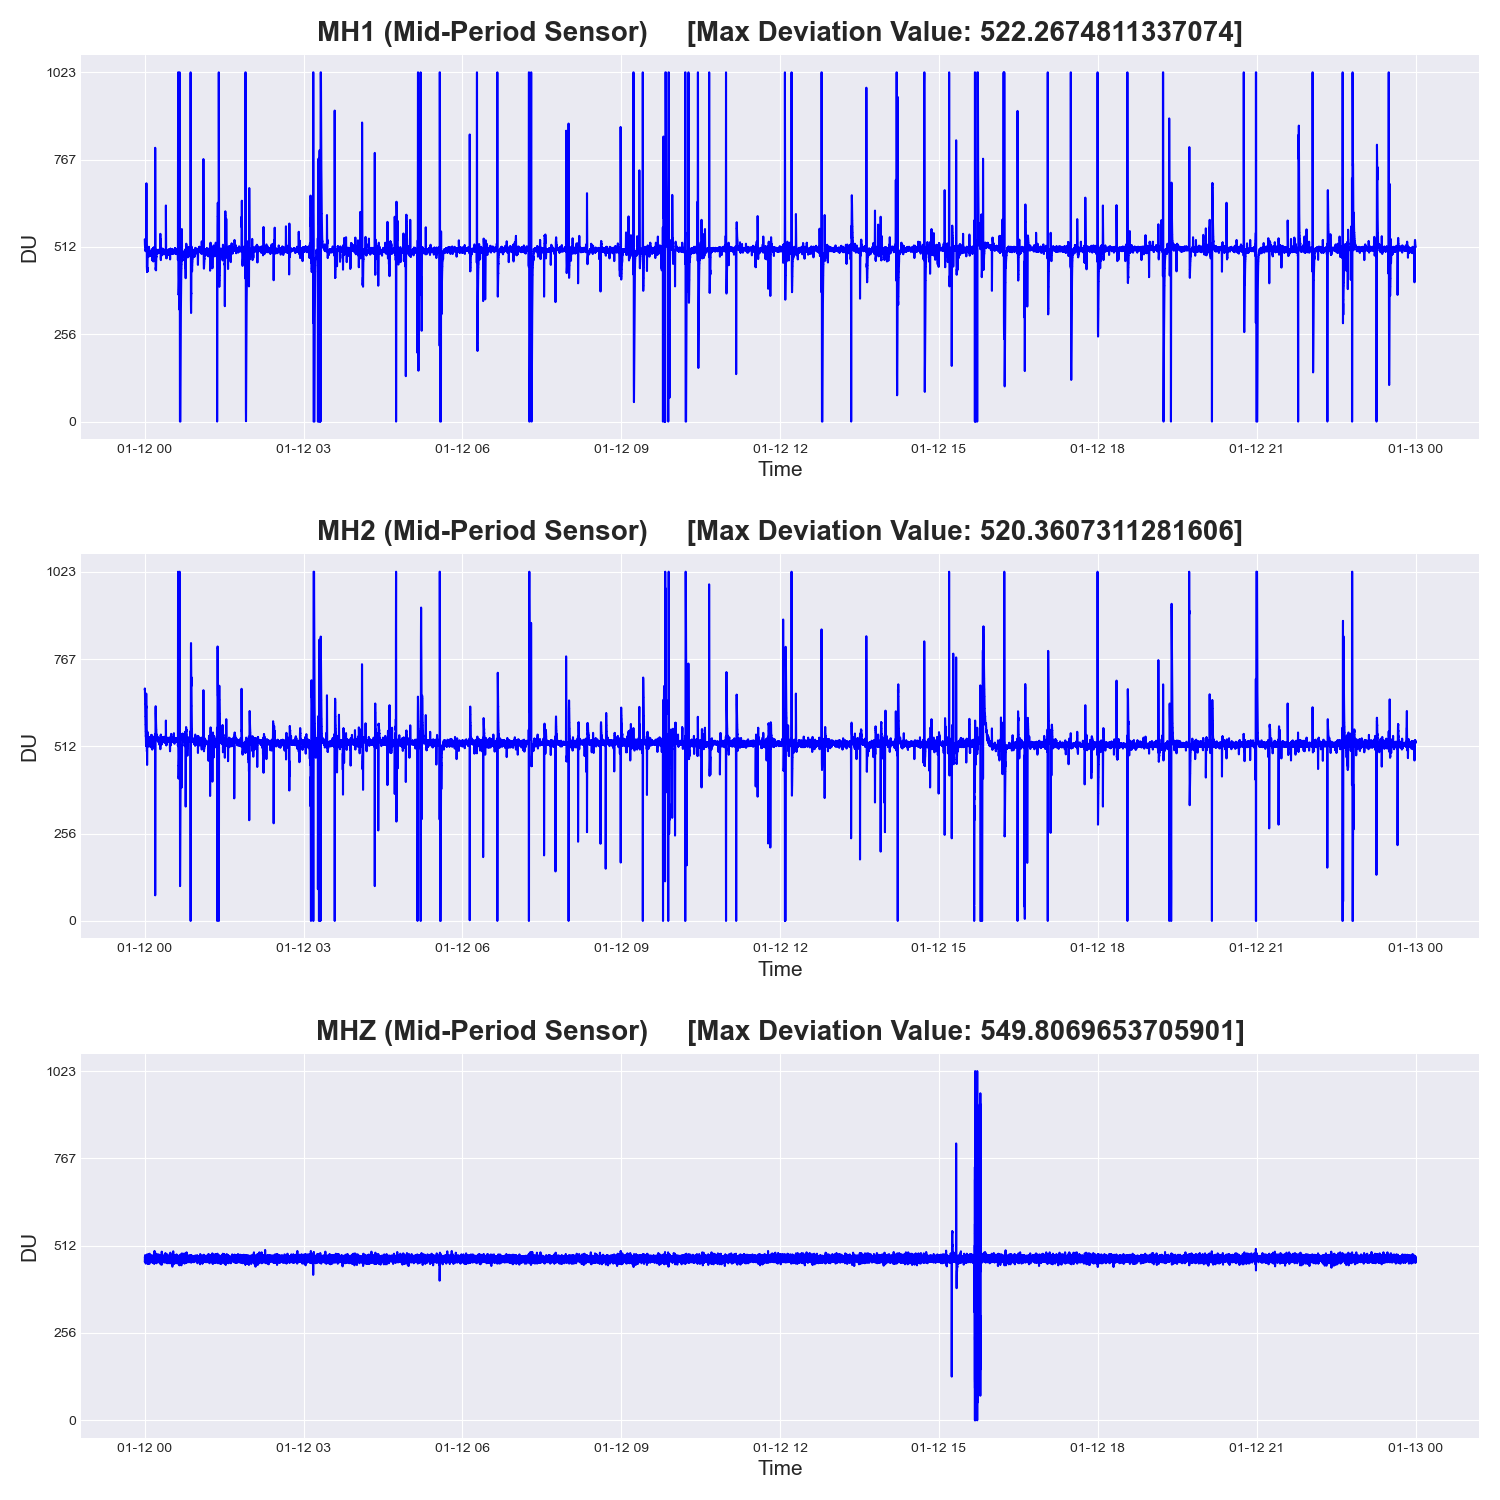 MH1 (Mid-Period Sensor) [Max Deviation Value: 522.2674811337074]
1023
767
512
256
0
DU
01-12 00 01-12 03 01-12 06 01-12 09 01-12 12 01-12 15 01-12 18 01-12 21 01-13 00
Time
MH2 (Mid-Period Sensor) [Max Deviation Value: 520.3607311281606]
1023
767
512
256
0
DU
01-12 00 01-12 03 01-12 06 01-12 09 01-12 12 01-12 15 01-12 18 01-12 21 01-13 00
Time
MHZ (Mid-Period Sensor) [Max Deviation Value: 549.8069653705901]
1023
767
512
256
0
DU
01-12 00 01-12 03 01-12 06 01-12 09 01-12 12 01-12 15 01-12 18 01-12 21 01-13 00
Time